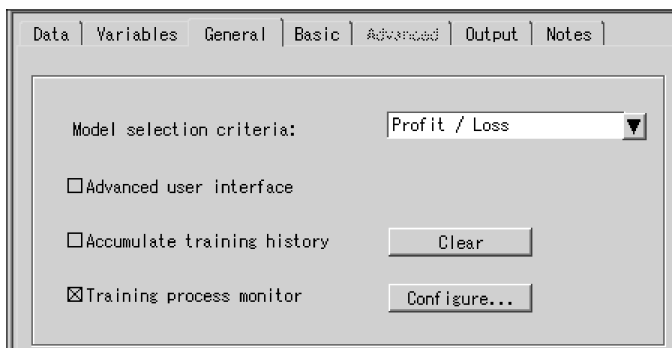 Data Variables General Basic Advanced Output Notes
Model selection criteria: Profit / Loss
Advanced user interface
Accumulate training history Clear
Training process monitor Configure...